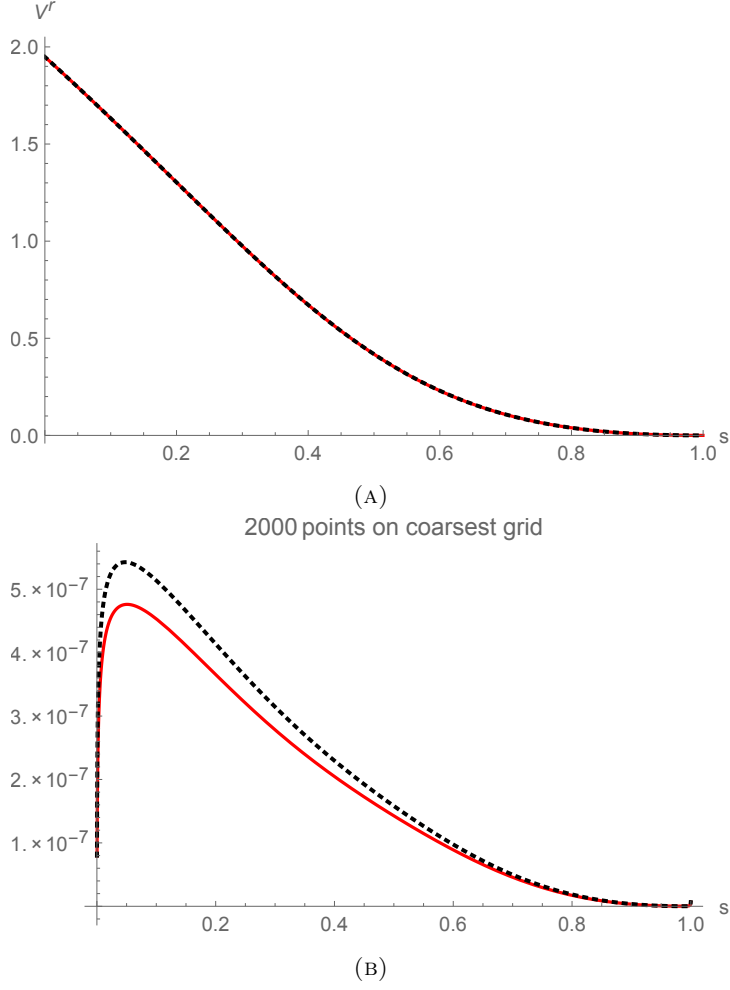 V^r
2.0
1.5
1.0
0.5
0.0
0.2 0.4 0.6 0.8 1.0 s
(A)
2000 points on coarsest grid
5. × 10^-7
4. × 10^-7
3. × 10^-7
2. × 10^-7
1. × 10^-7
0.2 0.4 0.6 0.8 1.0 s
(B)